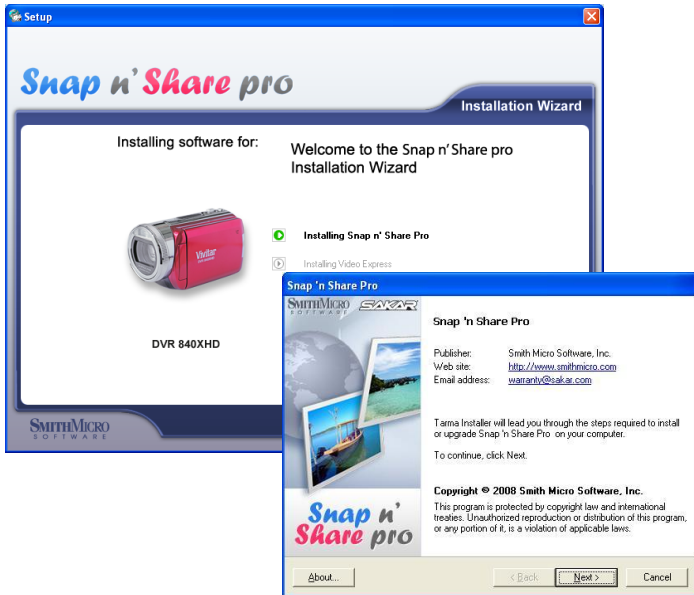 Setup
Snap n' Share pro
Installation Wizard
Installing software for:
Welcome to the Snap n' Share pro
Installation Wizard
Vivitar
Installing Snap n' Share Pro
Installing Video Express
DVR 840XHD
SMITHMICRO
SOFTWARE
Snap 'n Share Pro
SMITHMICRO
SOFTWARE
SAKAR
Snap 'n Share Pro
Publisher: Smith Micro Software, Inc.
Web site: http://www.smithmicro.com
Email address: warranty@sakar.com
Tarma Installer will lead you through the steps required to install
or upgrade Snap 'n Share Pro on your computer.
To continue, click Next.
Copyright © 2008 Smith Micro Software, Inc.
This program is protected by copyright law and international
treaties. Unauthorized reproduction or distribution of this program,
or any portion of it, is a violation of applicable laws.
Snap n'
Share pro
About...
< Back
Next >
Cancel